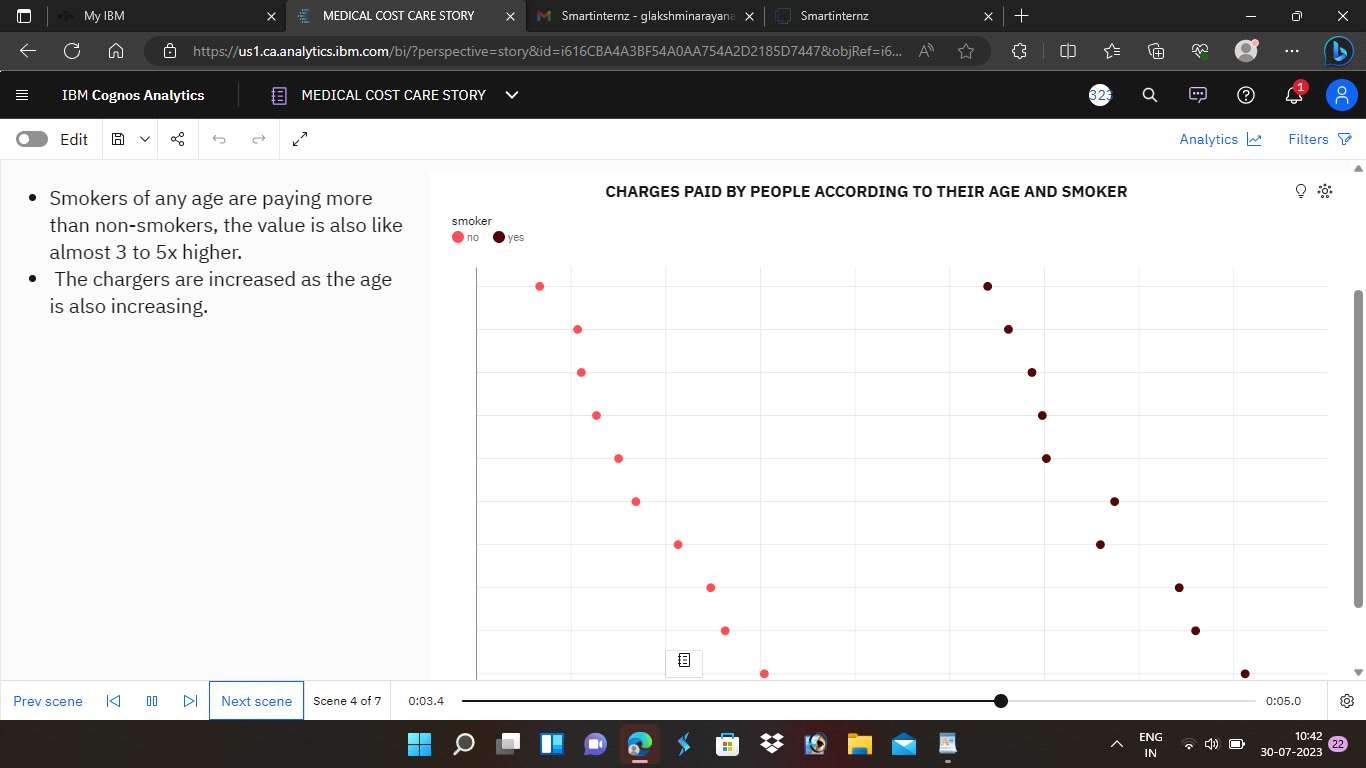 My IBM
MEDICAL COST CARE STORY
Smartinternz - glakshminarayana
Smartinternz
https://us1.ca.analytics.ibm.com/bi/?perspective=story&id=i616CBA4A3BF54A0AA754A2D2185D7447&objRef=i6...
IBM Cognos Analytics
MEDICAL COST CARE STORY
323
1
Edit
Analytics
Filters
• Smokers of any age are paying more
than non-smokers, the value is also like
almost 3 to 5x higher.
• The chargers are increased as the age
is also increasing.
CHARGES PAID BY PEOPLE ACCORDING TO THEIR AGE AND SMOKER
smoker
no yes
Prev scene
Next scene
Scene 4 of 7
0:03.4
0:05.0
ENG
IN
10:42
30-07-2023
22